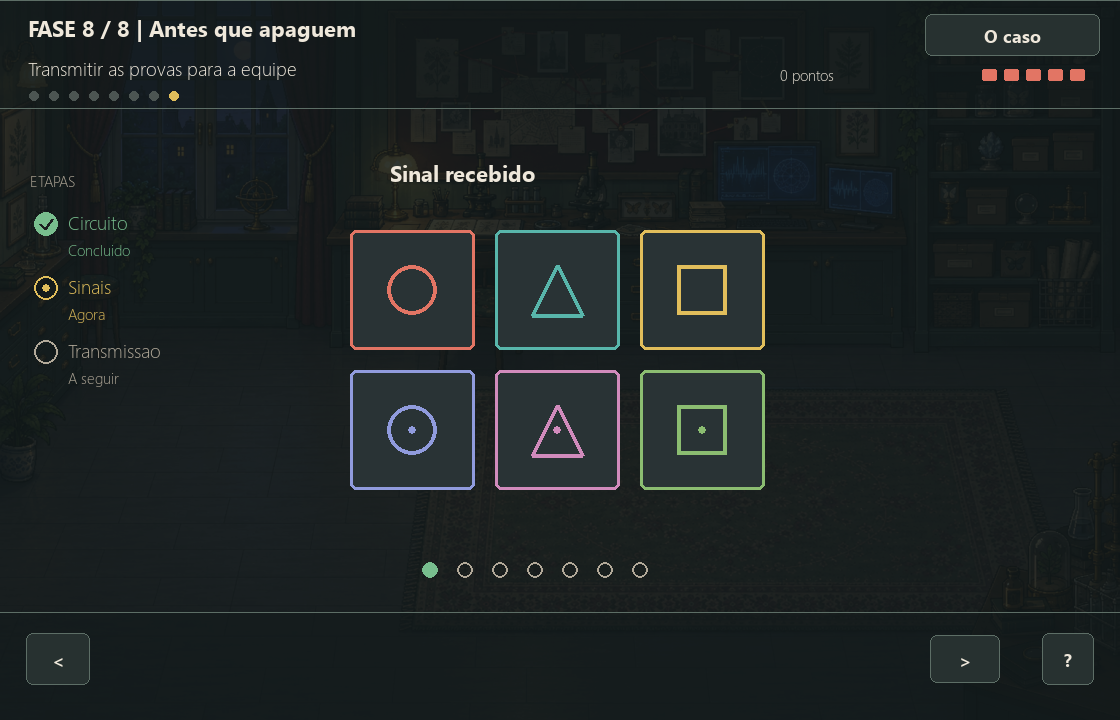 FASE 8 / 8 | Antes que apaguem
O caso
Transmitir as provas para a equipe
0 pontos
Sinal recebido
ETAPAS
Circuito
Concluido
Sinais
Agora
Transmissao
A seguir
<
>
?